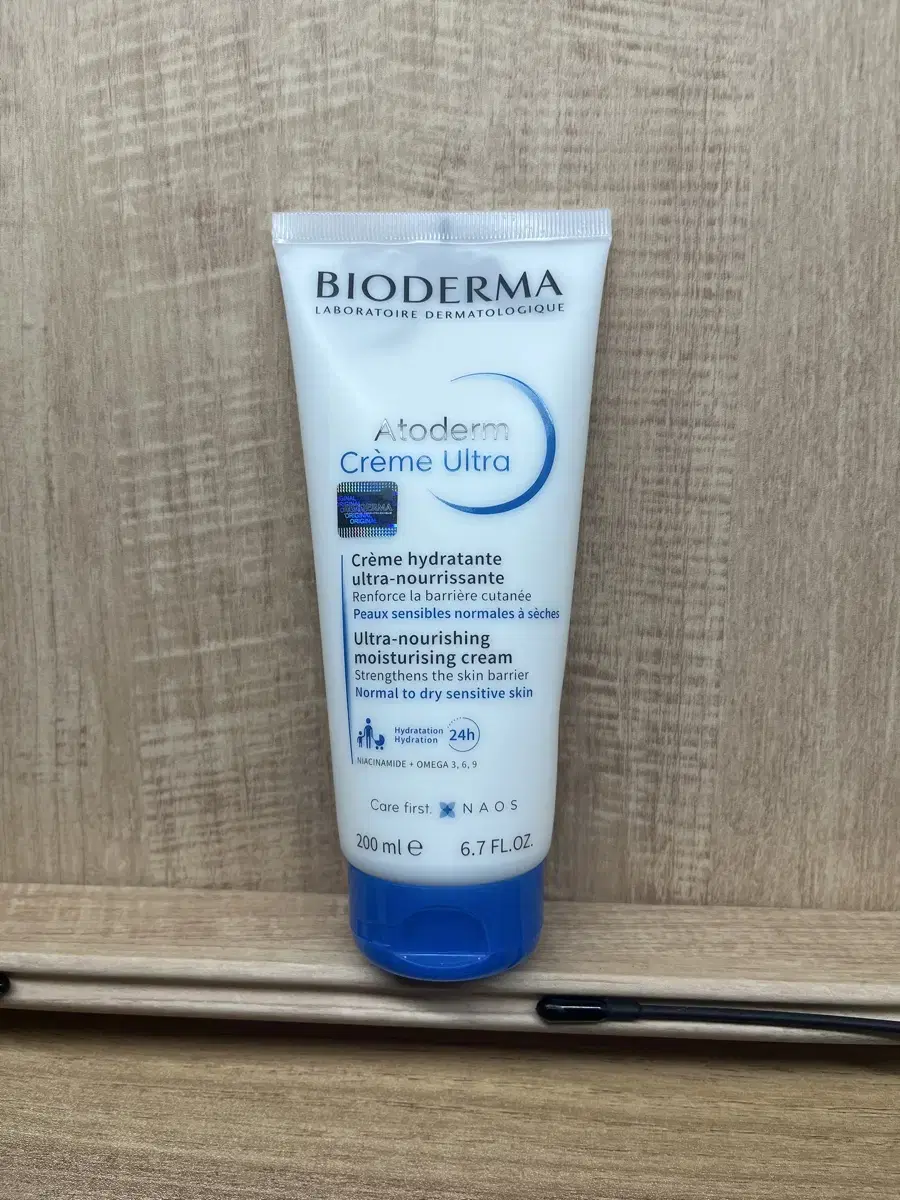 BIODERMA
LABORATOIRE DERMATOLOGIQUE
Atoderm
Crème Ultra
ORIGINAL
ORIGINAL
Crème hydratante
ultra-nourrissante
Renforce la barrière cutanée
Peaux sensibles normales à sèches
Ultra-nourishing
moisturising cream
Strengthens the skin barrier
Normal to dry sensitive skin
Hydratation
Hydration
24h
NIACINAMIDE + OMEGA 3, 6, 9
Care first. NAOS
200 ml e 6.7 FL.OZ.